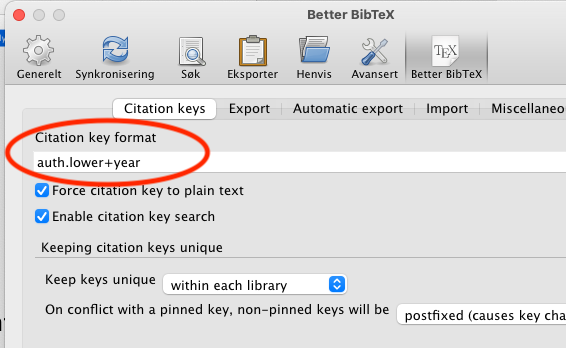 Better BibTeX
Generelt Synkronisering Søk Eksporter Henvis Avansert Better BibTeX
Citation keys Export Automatic export Import Miscellaneo
Citation key format
auth.lower+year
Force citation key to plain text
Enable citation key search
Keeping citation keys unique
Keep keys unique within each library
On conflict with a pinned key, non-pinned keys will be postfixed (causes key cha